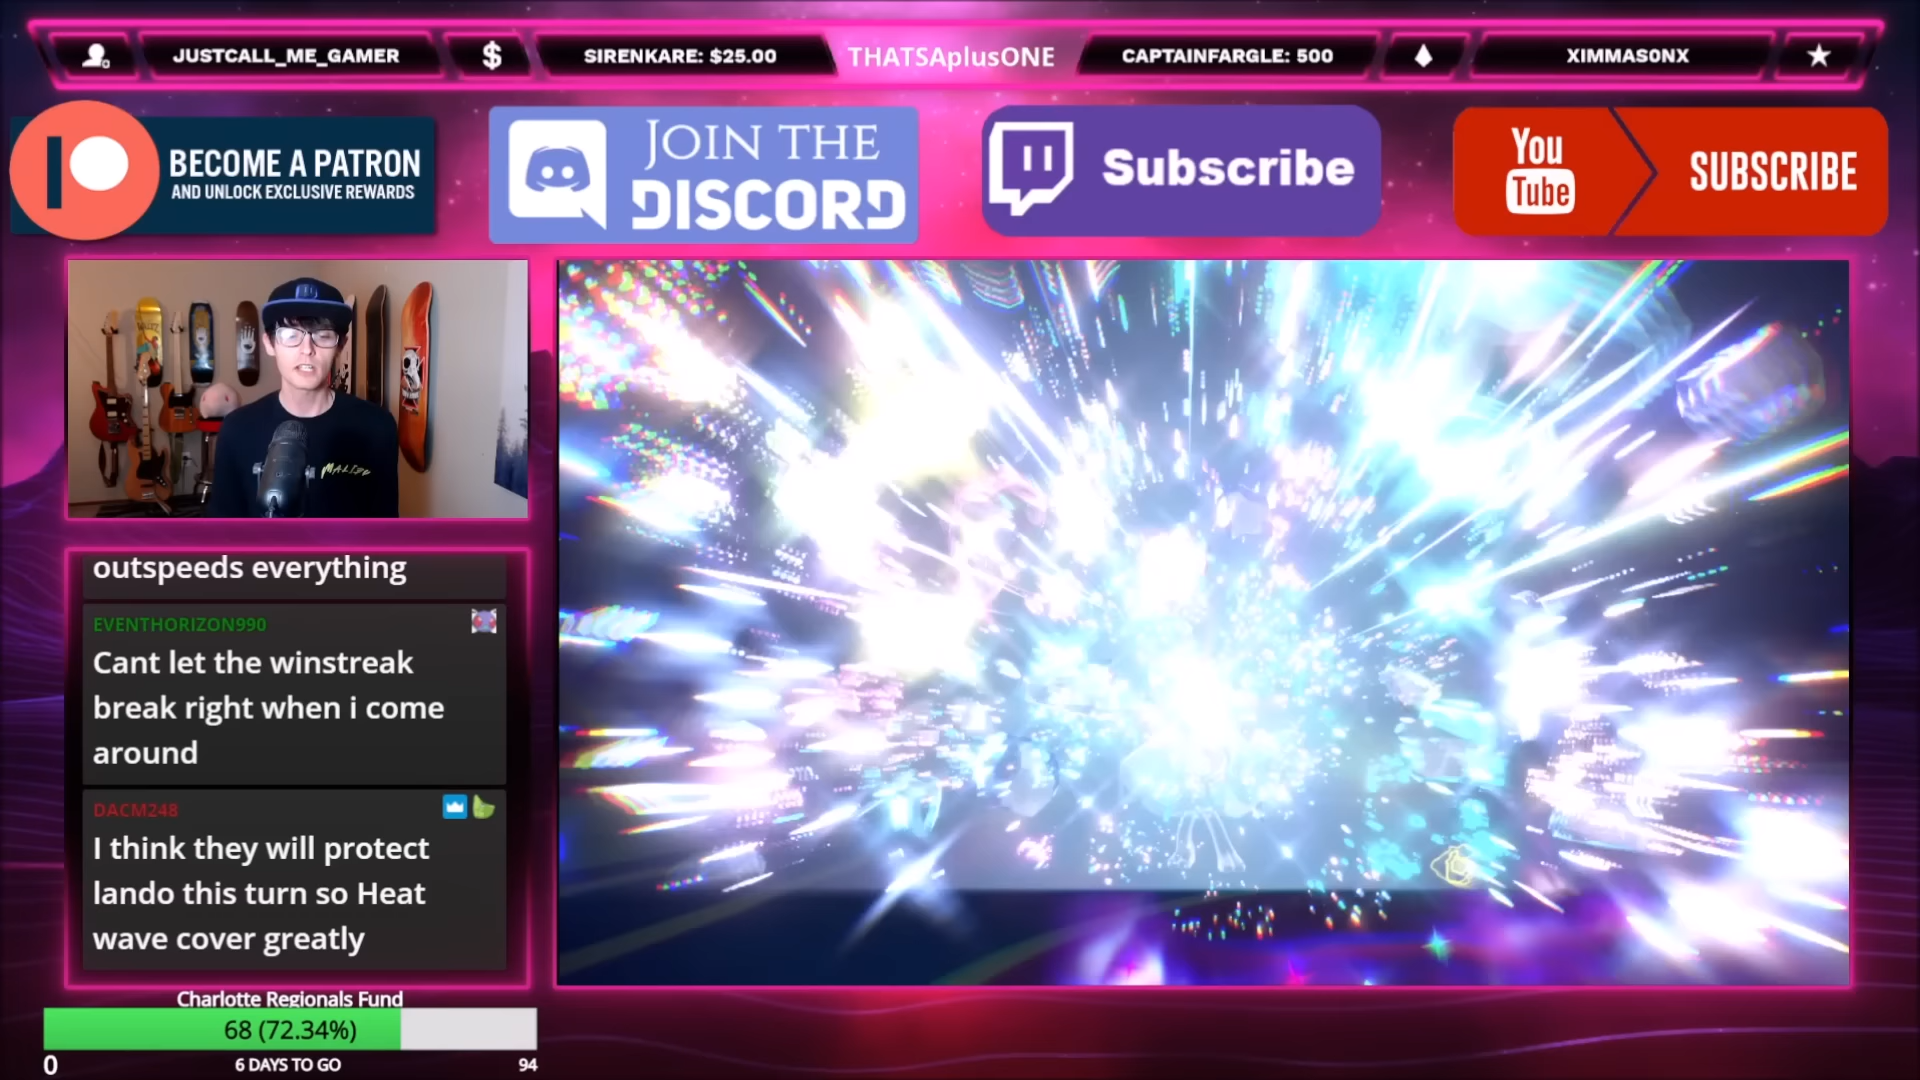 JUSTCALL_ME_GAMER
$
SIRENKARE: $25.00
THATSAplusONE
CAPTAINFARGLE: 500
XIMMAS0NX
BECOME A PATRON
AND UNLOCK EXCLUSIVE REWARDS
JOIN THE
DISCORD
Subscribe
You
Tube
SUBSCRIBE
outspeeds everything
EVENTHORIZON990
Cant let the winstreak
break right when i come
around
DACM248
I think they will protect
lando this turn so Heat
wave cover greatly
Charlotte Regionals Fund
68 (72.34%)
0
6 DAYS TO GO
94